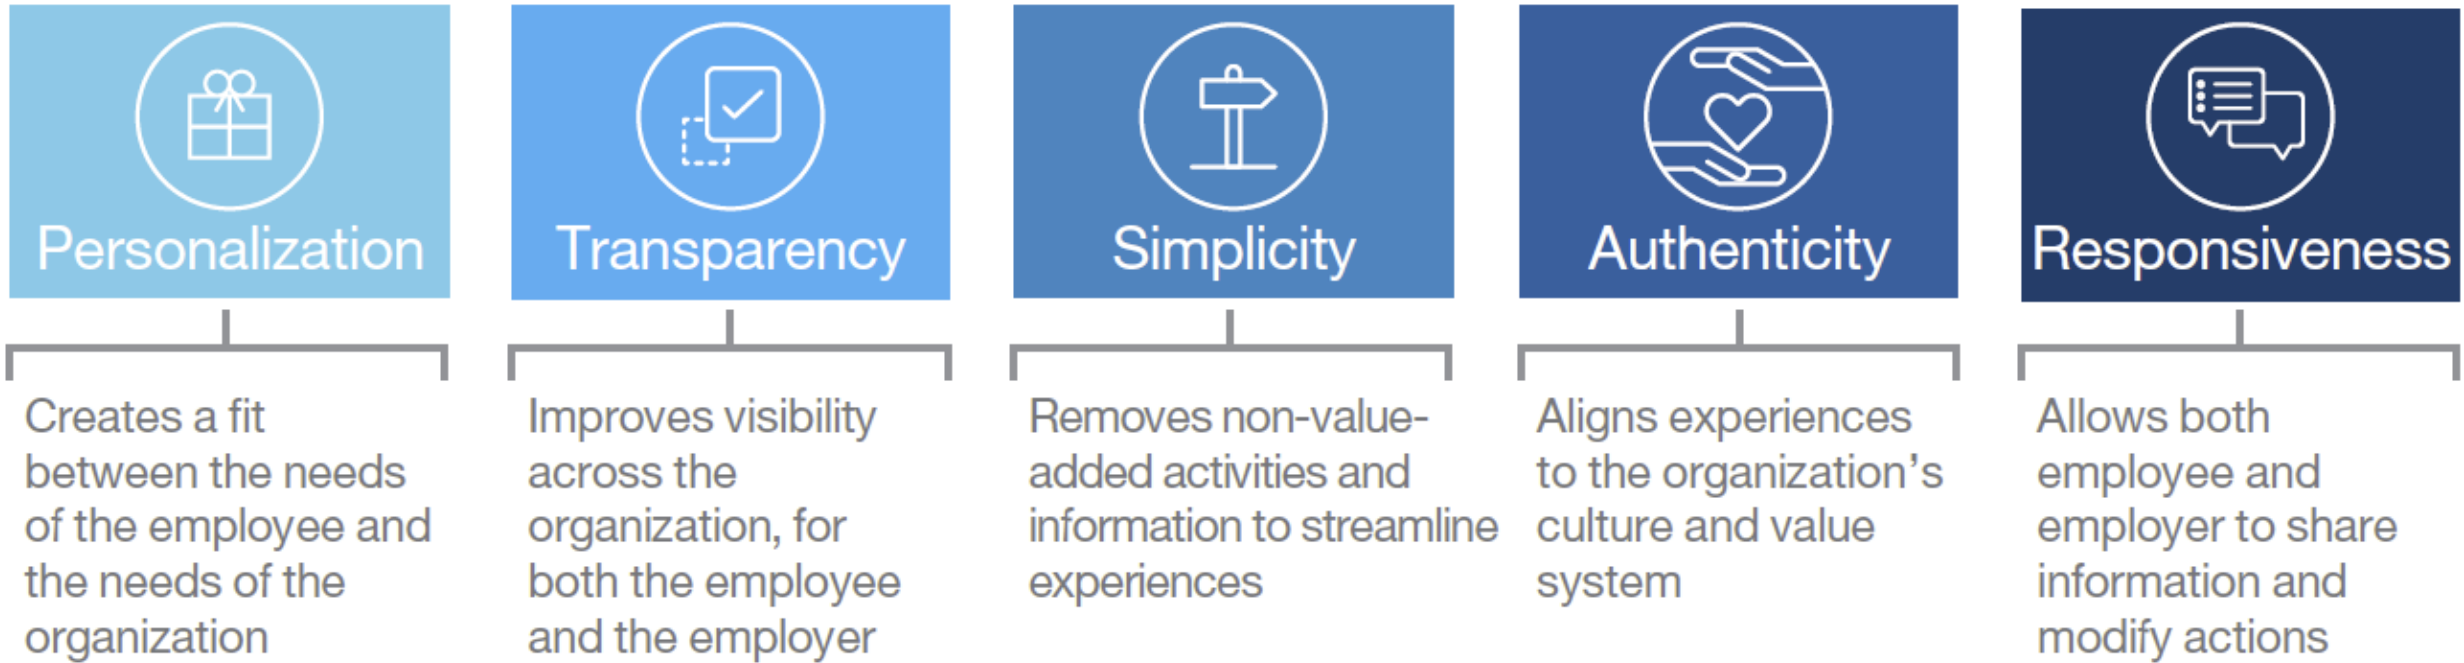 Personalization
Creates a fit
between the needs
of the employee and
the needs of the
organization
Transparency
Improves visibility
across the
organization, for
both the employee
and the employer
Simplicity
Removes non-value-
added activities and
information to streamline
experiences
Authenticity
Aligns experiences
to the organization's
culture and value
system
Responsiveness
Allows both
employee and
employer to share
information and
modify actions